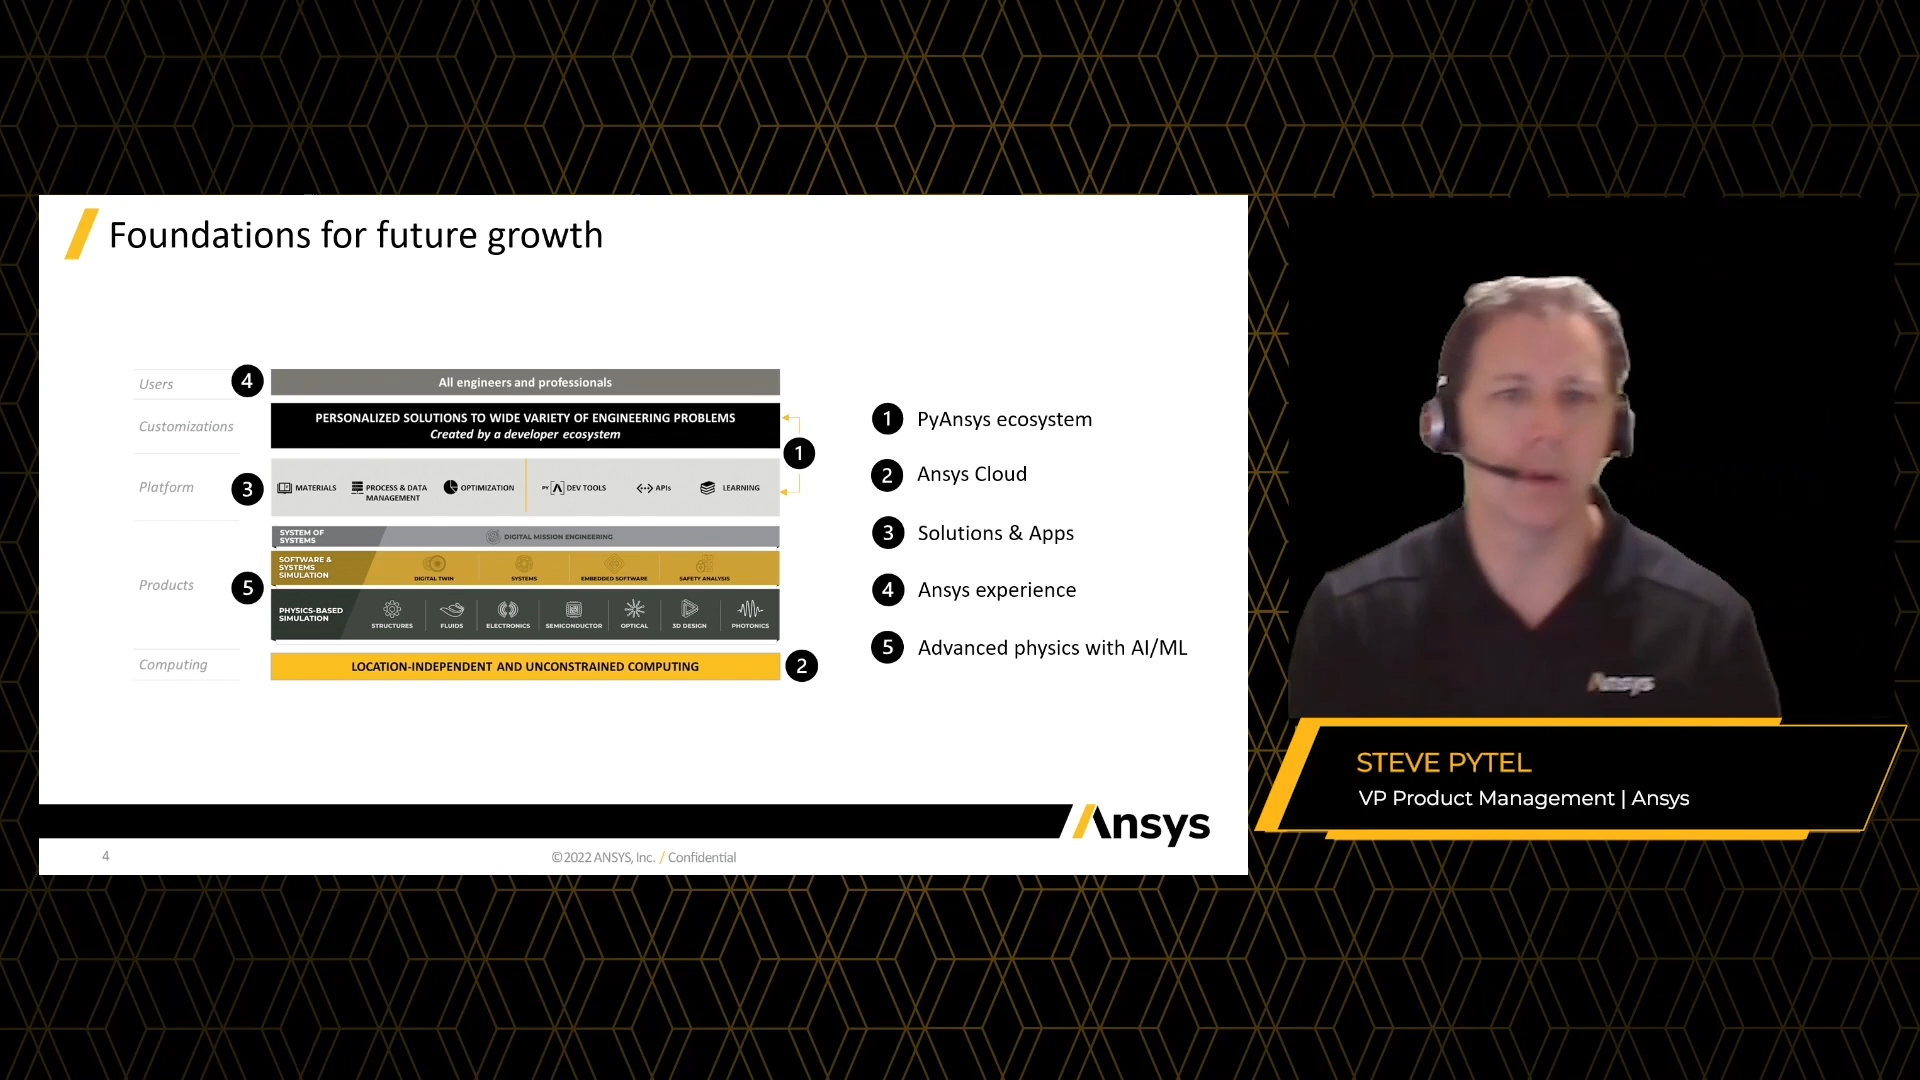 Foundations for future growth
Users
4
All engineers and professionals
Customizations
PERSONALIZED SOLUTIONS TO WIDE VARIETY OF ENGINEERING PROBLEMS
Created by a developer ecosystem
1
Platform
3
MATERIALS
PROCESS & DATA
MANAGEMENT
OPTIMIZATION
PY
DEV TOOLS
APIs
LEARNING
Products
5
SYSTEM OF
SYSTEMS
DIGITAL MISSION ENGINEERING
SOFTWARE &
SYSTEMS
SIMULATION
DIGITAL TWIN
SYSTEMS
EMBEDDED SOFTWARE
SAFETY ANALYSIS
PHYSICS-BASED
SIMULATION
STRUCTURES
FLUIDS
ELECTRONICS
SEMICONDUCTOR
OPTICAL
3D DESIGN
PHOTONICS
Computing
LOCATION-INDEPENDENT AND UNCONSTRAINED COMPUTING
2
1 PyAnsys ecosystem
2 Ansys Cloud
3 Solutions & Apps
4 Ansys experience
5 Advanced physics with AI/ML
Ansys
4
©2022 ANSYS, Inc. / Confidential
Ansys
STEVE PYTEL
VP Product Management | Ansys